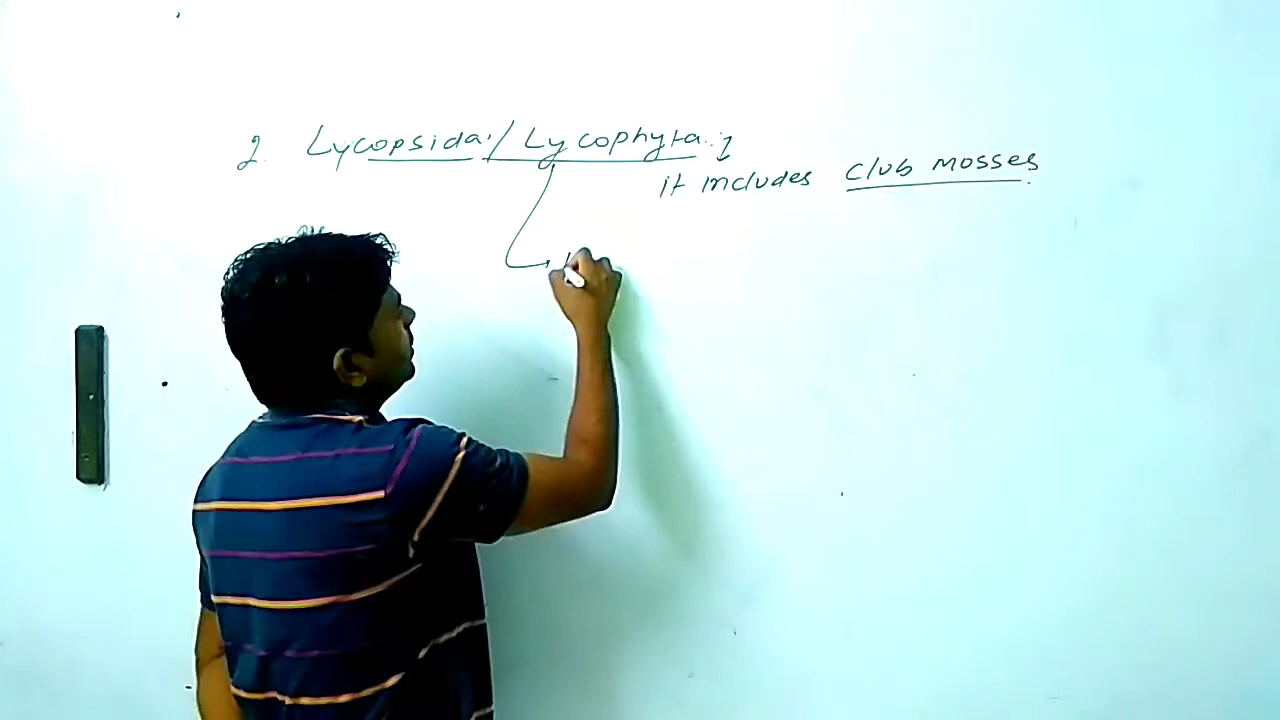 2. Lycopsida / Lycophyta :
it includes club mosses